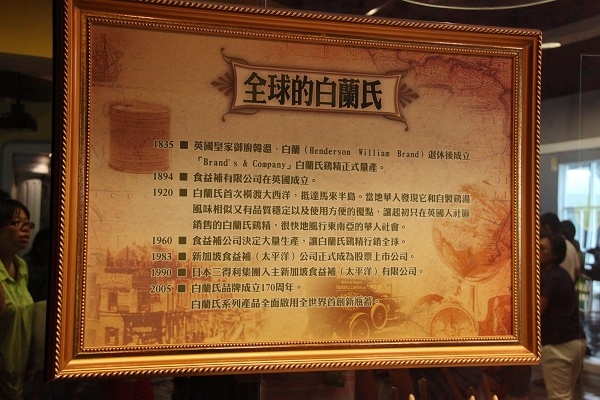 全球的白蘭氏
1835 ■ 英國皇家御廚韓遜．白蘭（Henderson William Brand）退休後成立
「Brand's & Company」白蘭氏鷄精正式量產。
1894 ■ 食益補有限公司在英國成立。
1920 ■ 白蘭氏首次橫渡大西洋，抵達馬來半島。當地華人發現它和自製鷄湯
風味相似又有品質穩定以及使用方便的優點，讓起初只在英國人社區
銷售的白蘭氏鷄精，很快地風行東南亞的華人社會。
1960 ■ 食益補公司決定大量生產，讓白蘭氏鷄精行銷全球。
1983 ■ 新加坡食益補（太平洋）公司正式成為股票上市公司。
1990 ■ 日本三得利集團入主新加坡食益補（太平洋）有限公司。
2005 ■ 白蘭氏品牌成立170周年。
白蘭氏系列產品全面啟用全世界首創新瓶蓋。